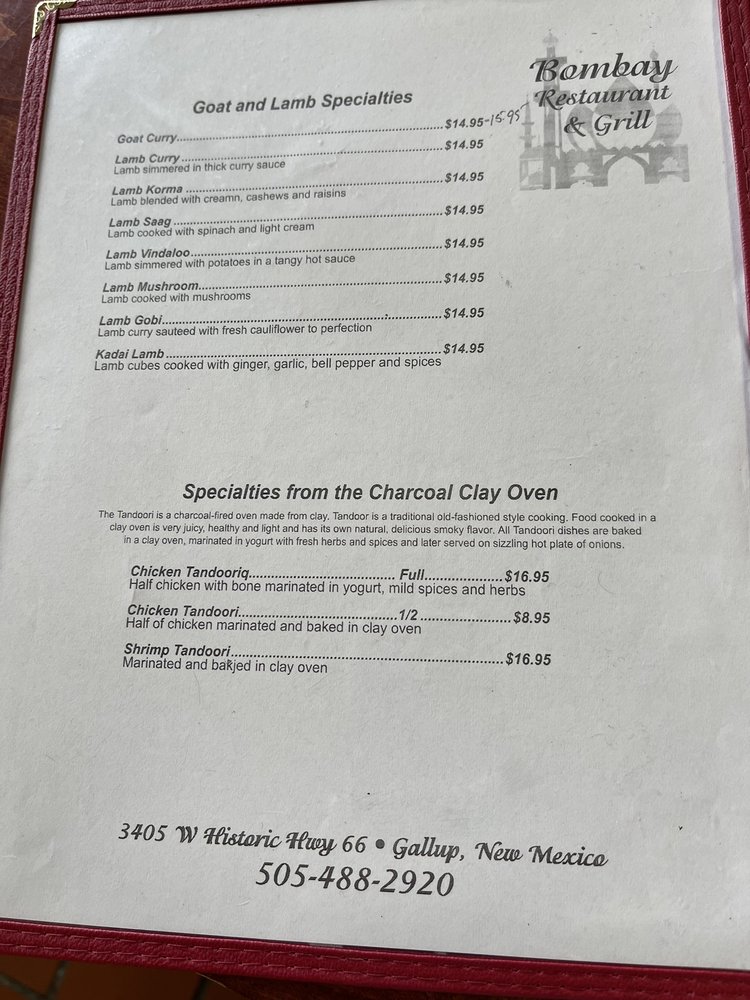 Bombay
Restaurant
& Grill
Goat and Lamb Specialties
Goat Curry........................................................................$14.95-15.95
Lamb Curry........................................................................$14.95
Lamb simmered in thick curry sauce
Lamb Korma........................................................................$14.95
Lamb blended with creamn, cashews and raisins
Lamb Saag........................................................................$14.95
Lamb cooked with spinach and light cream
Lamb Vindaloo........................................................................$14.95
Lamb simmered with potatoes in a tangy hot sauce
Lamb Mushroom........................................................................$14.95
Lamb cooked with mushrooms
Lamb Gobi........................................................................$14.95
Lamb curry sauteed with fresh cauliflower to perfection
Kadai Lamb........................................................................$14.95
Lamb cubes cooked with ginger, garlic, bell pepper and spices
Specialties from the Charcoal Clay Oven
The Tandoori is a charcoal-fired oven made from clay. Tandoor is a traditional old-fashioned style cooking. Food cooked in a
clay oven is very juicy, healthy and light and has its own natural, delicious smoky flavor. All Tandoori dishes are baked
in a clay oven, marinated in yogurt with fresh herbs and spices and later served on sizzling hot plate of onions.
Chicken Tandooriq..................................... Full....................$16.95
Half chicken with bone marinated in yogurt, mild spices and herbs
Chicken Tandoori........................................1/2.......................$8.95
Half of chicken marinated and baked in clay oven
Shrimp Tandoori....................................................................$16.95
Marinated and bakjed in clay oven
3405 W Historic Hwy 66 • Gallup, New Mexico
505-488-2920